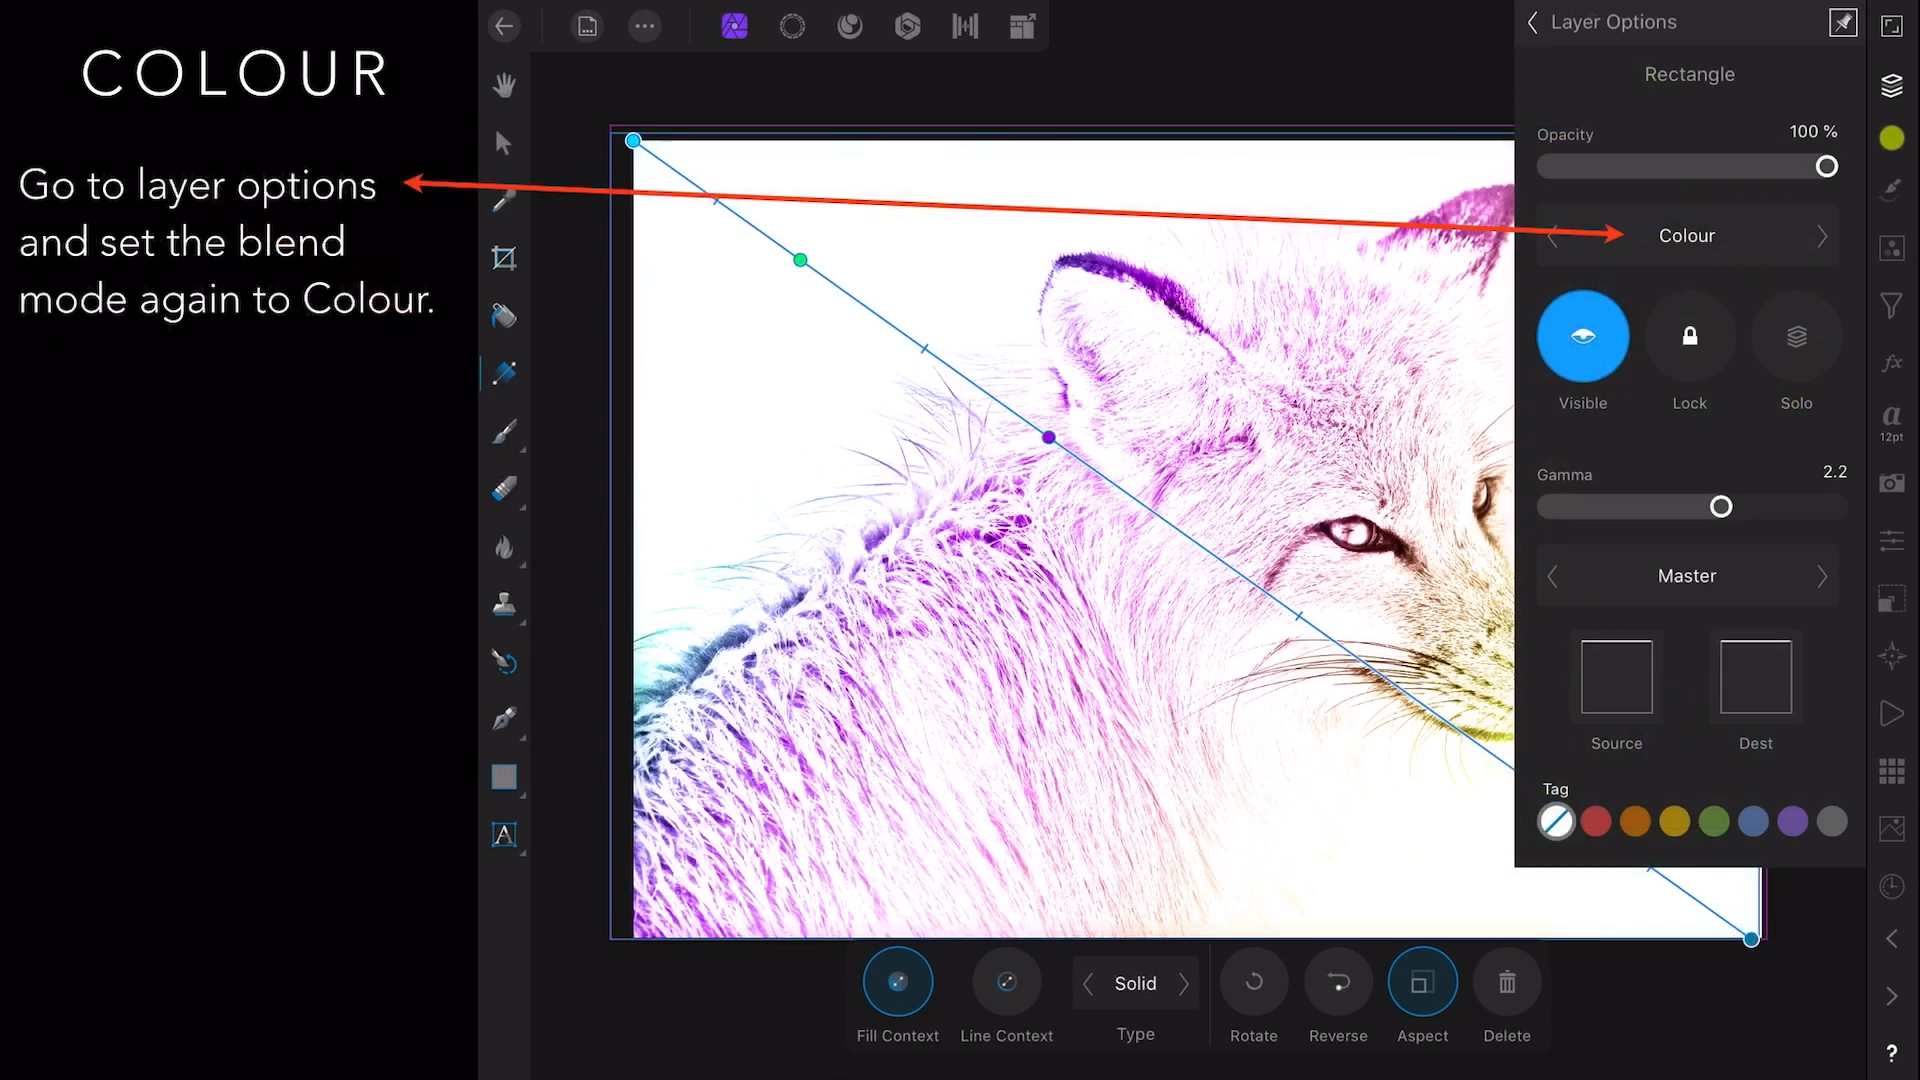 COLOUR
Go to layer options
and set the blend
mode again to Colour.
Layer Options
Rectangle
Opacity
100 %
Colour
Visible
Lock
Solo
Gamma
2.2
Master
Source
Dest
Tag
fx
a
12pt
A
Solid
Fill Context
Line Context
Type
Rotate
Reverse
Aspect
Delete
?